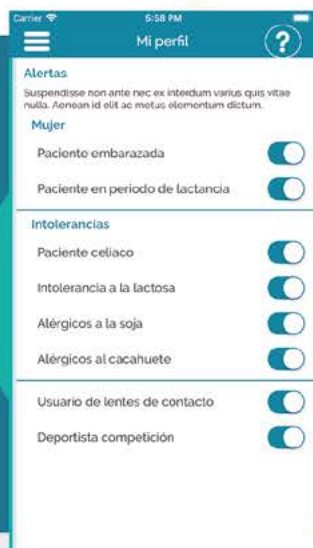 Carrier 5:58 PM
Mi perfil
?
Alertas
Suspendisse non ante nec ex interdum varius quis vitae
nulla. Aenean id elit ac metus elementum dictum.
Mujer
Paciente embarazada
Paciente en periodo de lactancia
Intolerancias
Paciente celiaco
Intolerancia a la lactosa
Alérgicos a la soja
Alérgicos al cacahuete
Usuario de lentes de contacto
Deportista competición